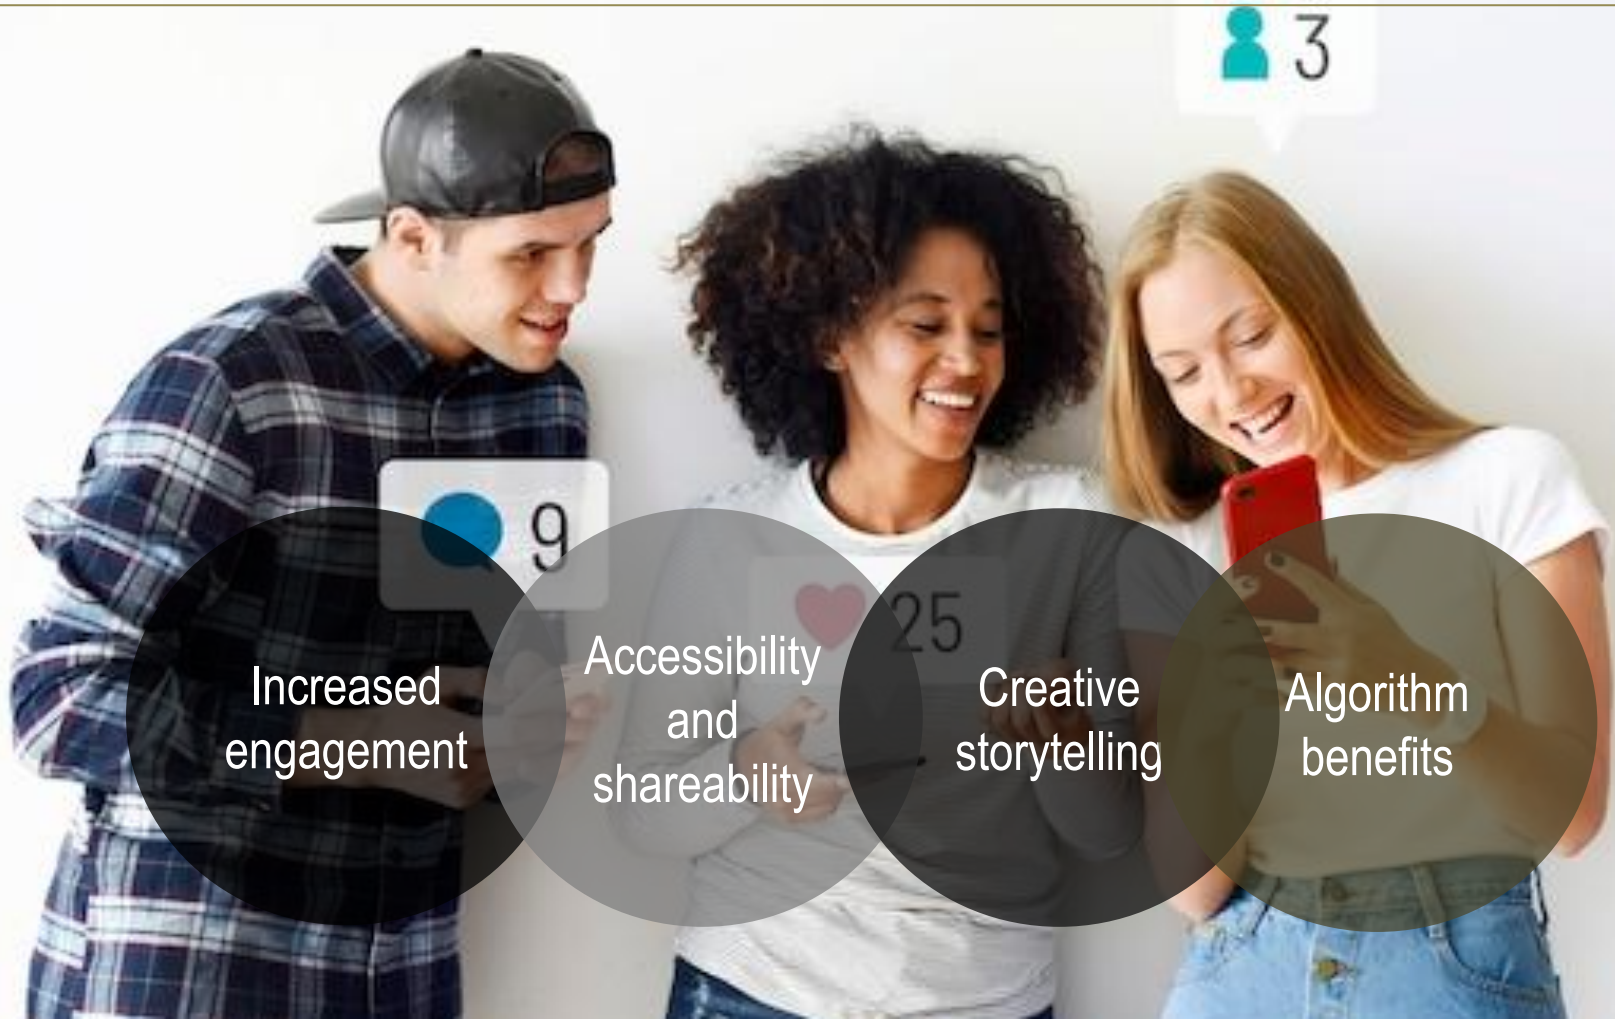 3
9
25
Increased
engagement
Accessibility
and
shareability
Creative
storytelling
Algorithm
benefits